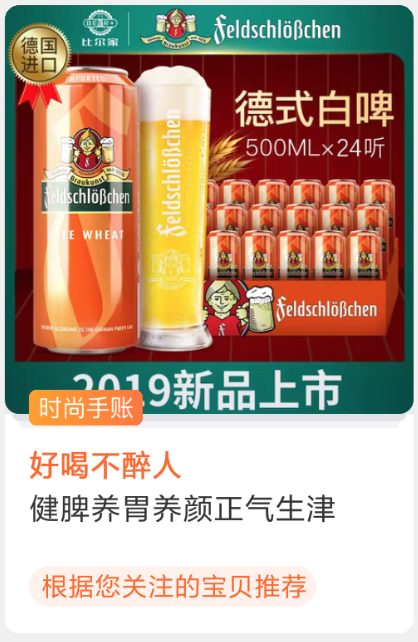 德国
进口
比尔家
Feldschlößchen
德式白啤
500ML×24听
IMPORTED
Braukunst
Feldschlößchen
WHEAT
Feldschlößchen
Feldschlößchen
2019新品上市
时尚手账
好喝不醉人
健脾养胃养颜正气生津
根据您关注的宝贝推荐